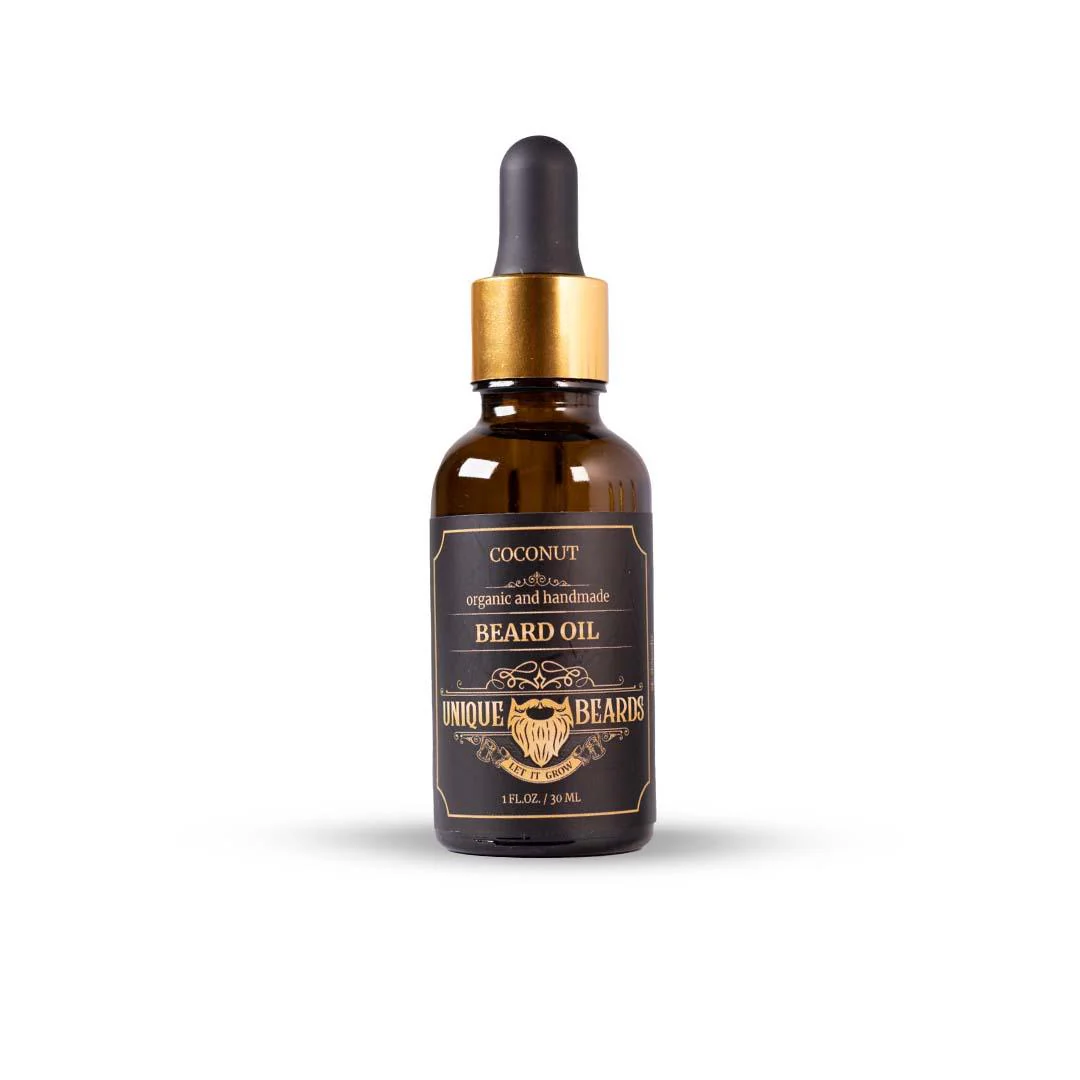 COCONUT
organic and handmade
BEARD OIL
UNIQUE BEARDS
LET IT GROW
1 FL.OZ. / 30 ML